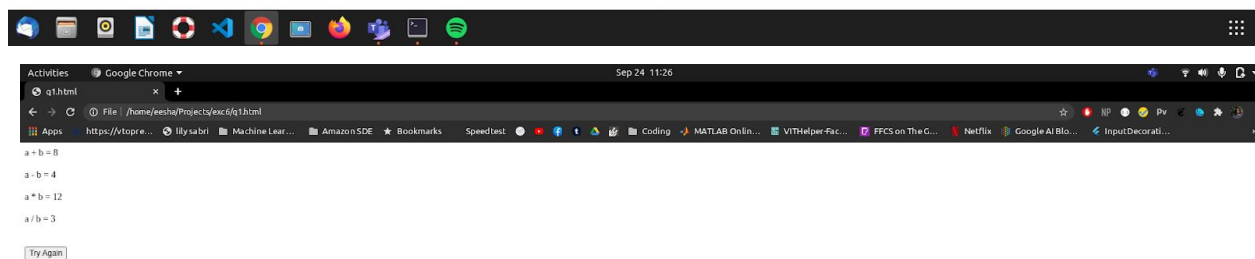 Activities Google Chrome Sep 24 11:26
q1.html
File /home/eesha/Projects/exc6/q1.html NP Pv
Apps https://vtopre... lily sabri Machine Lear... Amazon SDE Bookmarks Speedtest Coding MATLAB Onlin... VITHelper-Fac... FFCS on The G... Netflix Google AI Blo... InputDecorati...
a + b = 8
a - b = 4
a * b = 12
a / b = 3
Try Again